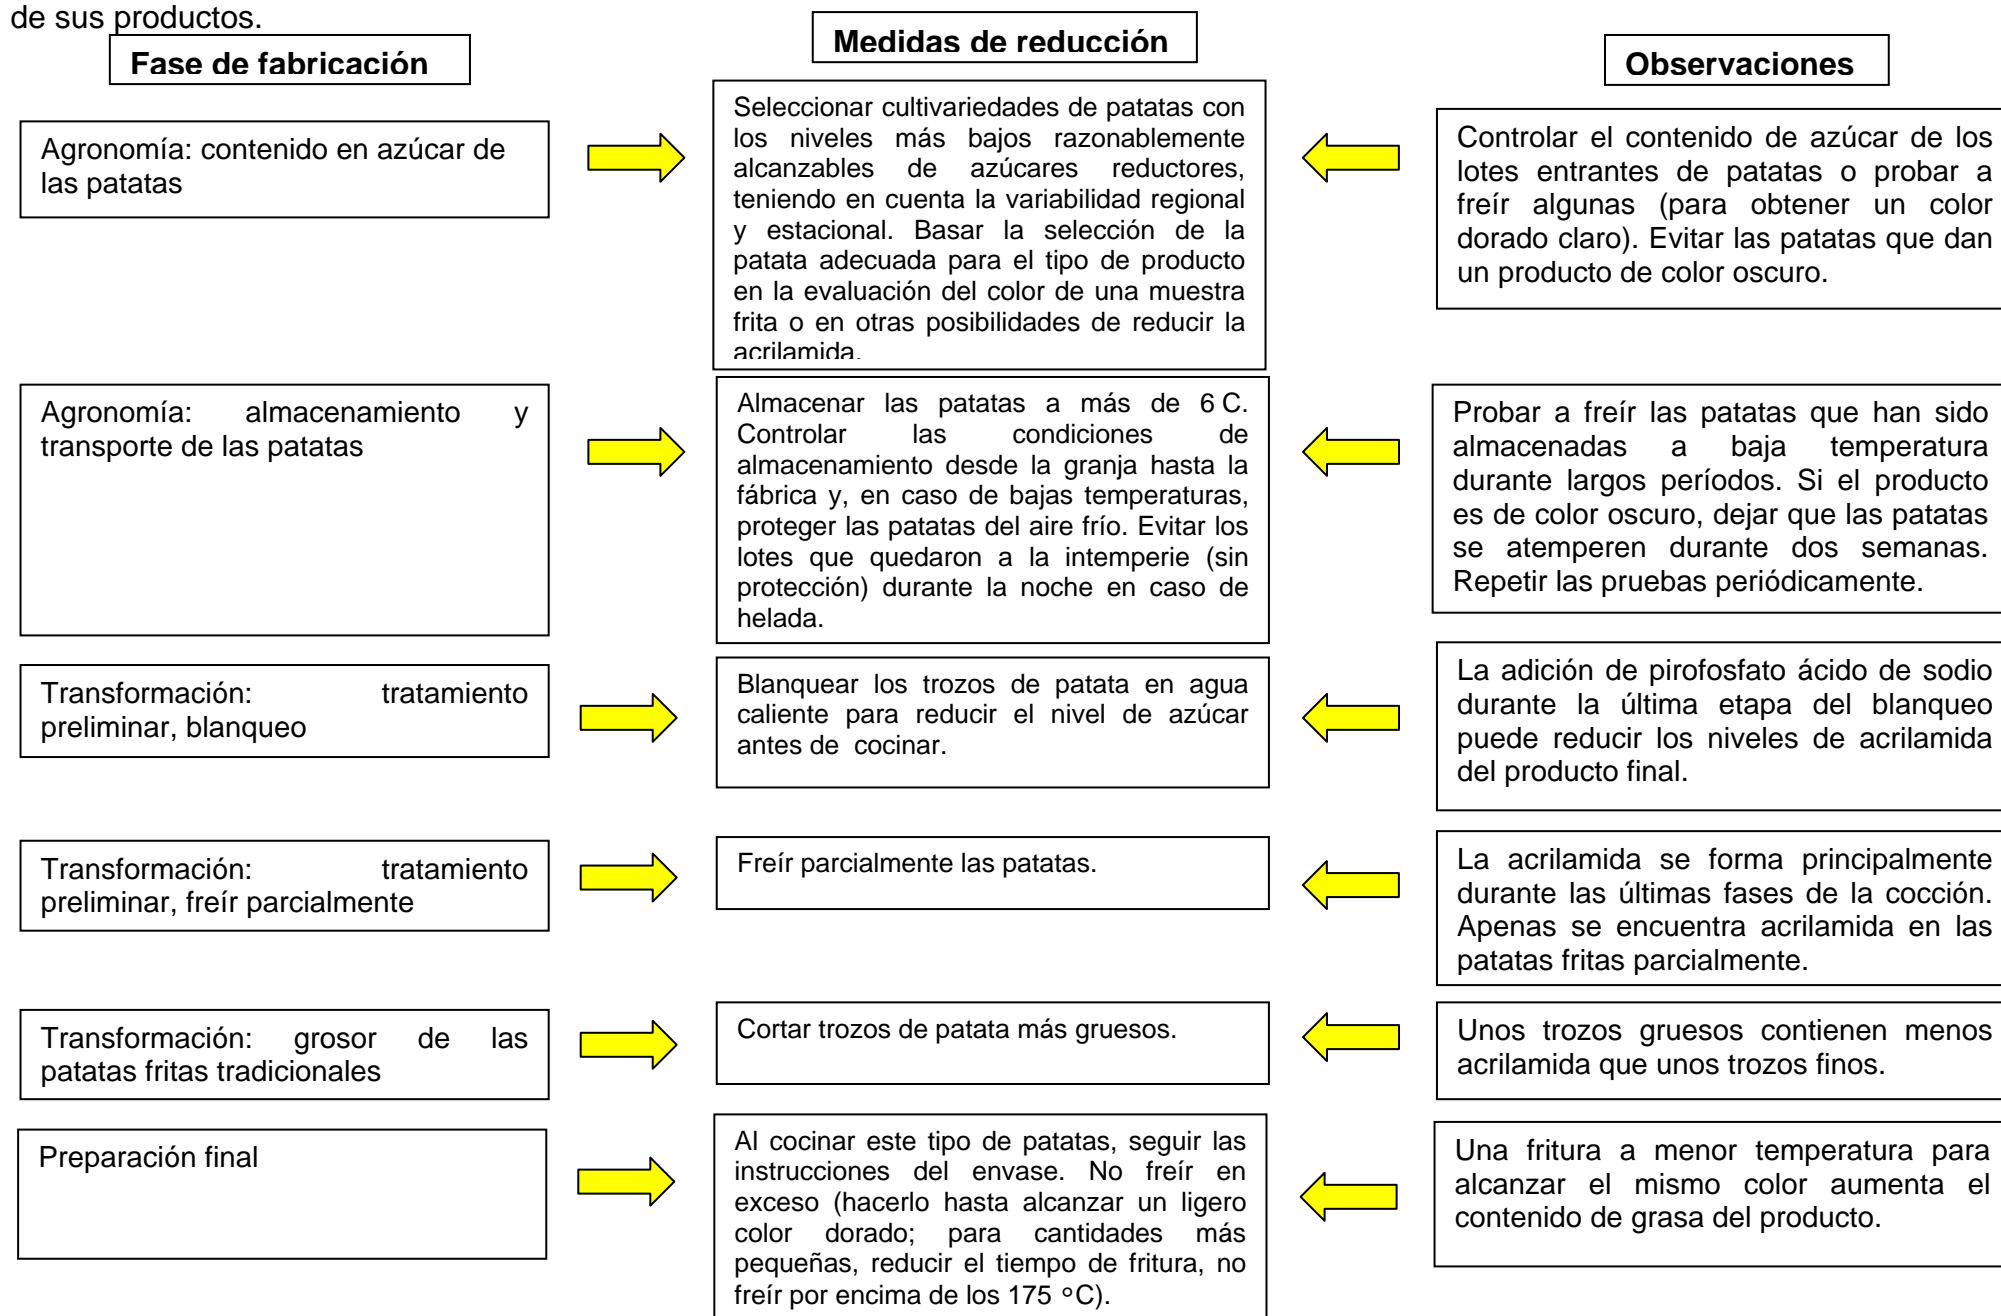 de sus productos.
Fase de fabricación
Medidas de reducción
Observaciones
Agronomía: contenido en azúcar de
las patatas
Seleccionar cultivariedades de patatas con
los niveles más bajos razonablemente
alcanzables de azúcares reductores,
teniendo en cuenta la variabilidad regional
y estacional. Basar la selección de la
patata adecuada para el tipo de producto
en la evaluación del color de una muestra
frita o en otras posibilidades de reducir la
acrilamida.
Controlar el contenido de azúcar de los
lotes entrantes de patatas o probar a
freír algunas (para obtener un color
dorado claro). Evitar las patatas que dan
un producto de color oscuro.
Agronomía: almacenamiento y
transporte de las patatas
Almacenar las patatas a más de 6 C.
Controlar las condiciones de
almacenamiento desde la granja hasta la
fábrica y, en caso de bajas temperaturas,
proteger las patatas del aire frío. Evitar los
lotes que quedaron a la intemperie (sin
protección) durante la noche en caso de
helada.
Probar a freír las patatas que han sido
almacenadas a baja temperatura
durante largos períodos. Si el producto
es de color oscuro, dejar que las patatas
se atemperen durante dos semanas.
Repetir las pruebas periódicamente.
Transformación: tratamiento
preliminar, blanqueo
Blanquear los trozos de patata en agua
caliente para reducir el nivel de azúcar
antes de cocinar.
La adición de pirofosfato ácido de sodio
durante la última etapa del blanqueo
puede reducir los niveles de acrilamida
del producto final.
Transformación: tratamiento
preliminar, freír parcialmente
Freír parcialmente las patatas.
La acrilamida se forma principalmente
durante las últimas fases de la cocción.
Apenas se encuentra acrilamida en las
patatas fritas parcialmente.
Transformación: grosor de las
patatas fritas tradicionales
Cortar trozos de patata más gruesos.
Unos trozos gruesos contienen menos
acrilamida que unos trozos finos.
Preparación final
Al cocinar este tipo de patatas, seguir las
instrucciones del envase. No freír en
exceso (hacerlo hasta alcanzar un ligero
color dorado; para cantidades más
pequeñas, reducir el tiempo de fritura, no
freír por encima de los 175 °C).
Una fritura a menor temperatura para
alcanzar el mismo color aumenta el
contenido de grasa del producto.